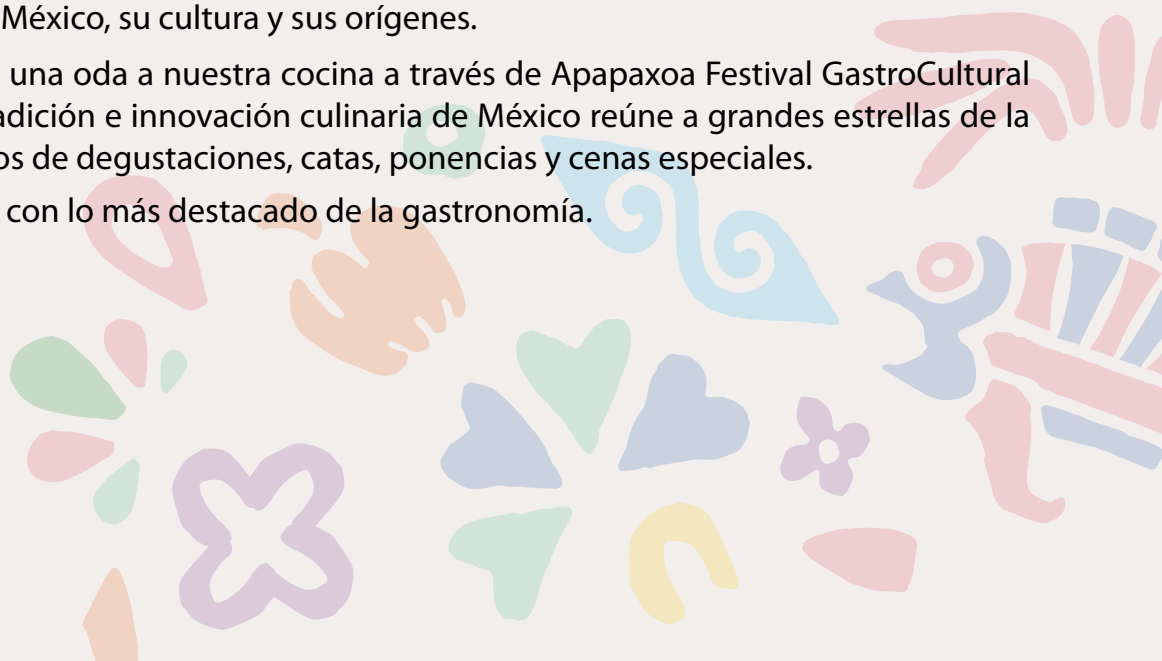 México, su cultura y sus orígenes.
una oda a nuestra cocina a través de Apapaxoa Festival GastroCultural
adición e innovación culinaria de México reúne a grandes estrellas de la
os de degustaciones, catas, ponencias y cenas especiales.
con lo más destacado de la gastronomía.